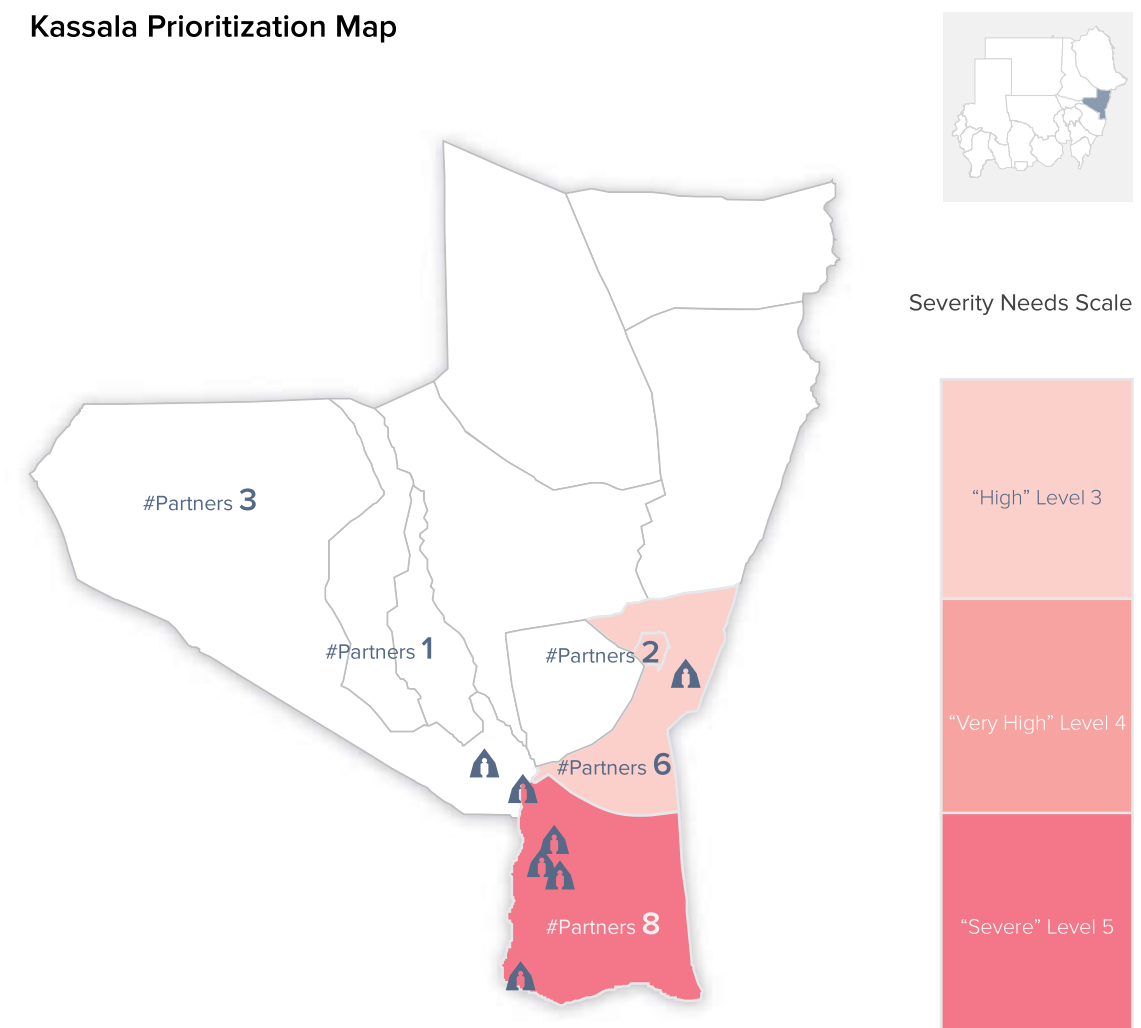 Kassala Prioritization Map
Severity Needs Scale
#Partners 3
“High” Level 3
#Partners 1
#Partners 2
“Very High” Level 4
#Partners 6
#Partners 8
“Severe” Level 5